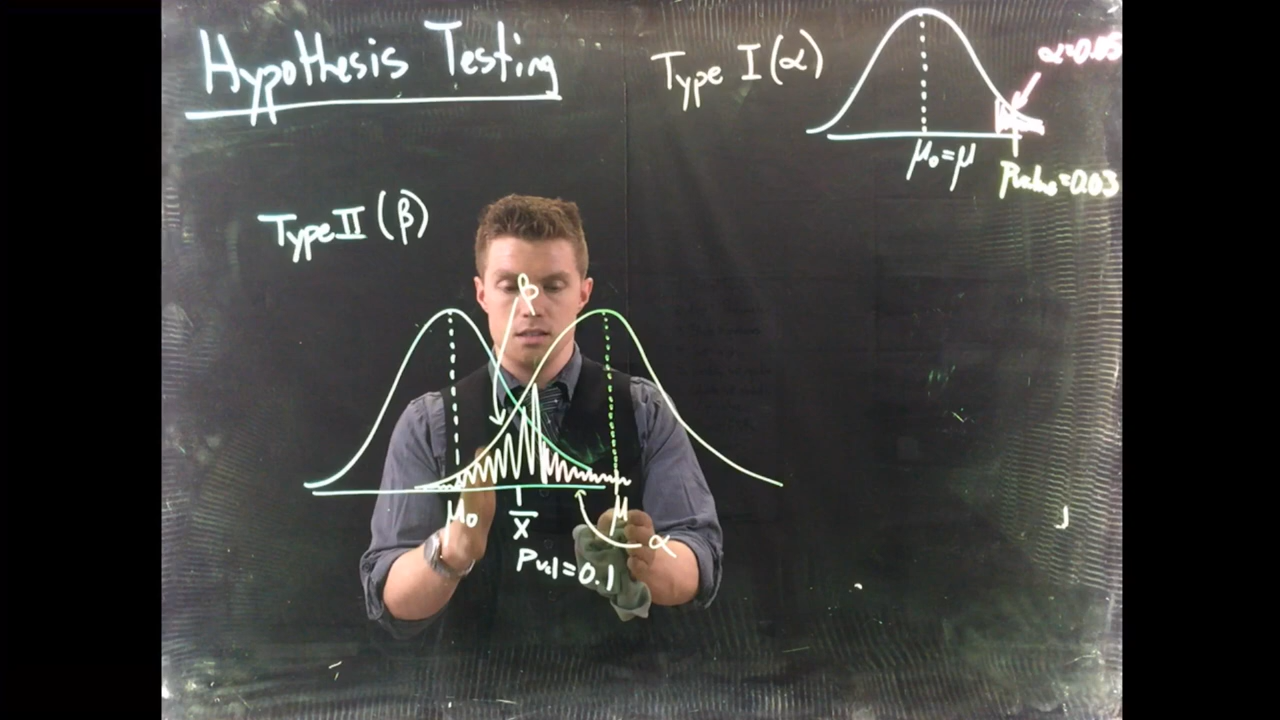 Hypothesis Testing
Type I (α)
α=0.05
μ₀=μ
pvalue=0.03
Type II (β)
β
μ₀
x̄
μ
α
Pval=0.1